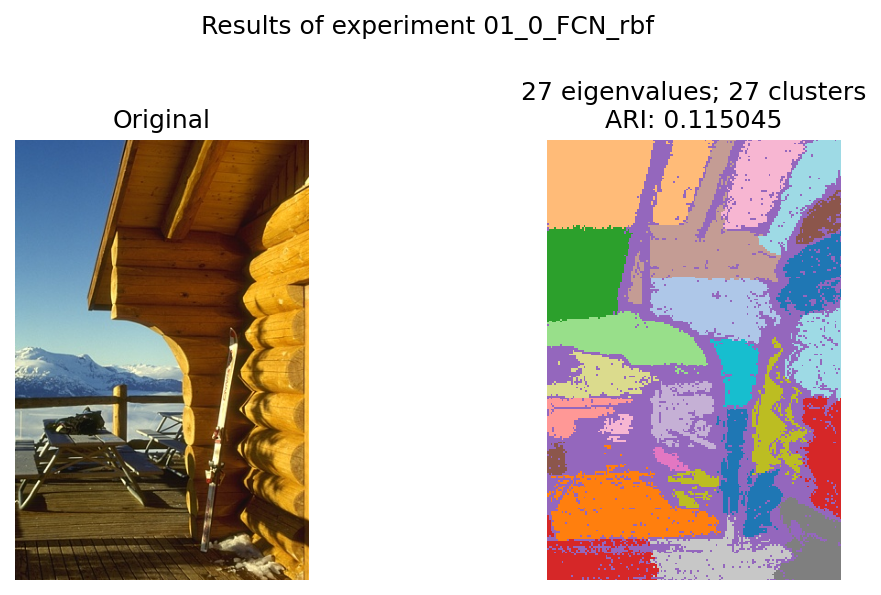 Results of experiment 01_0_FCN_rbf
Original
27 eigenvalues; 27 clusters
ARI: 0.115045